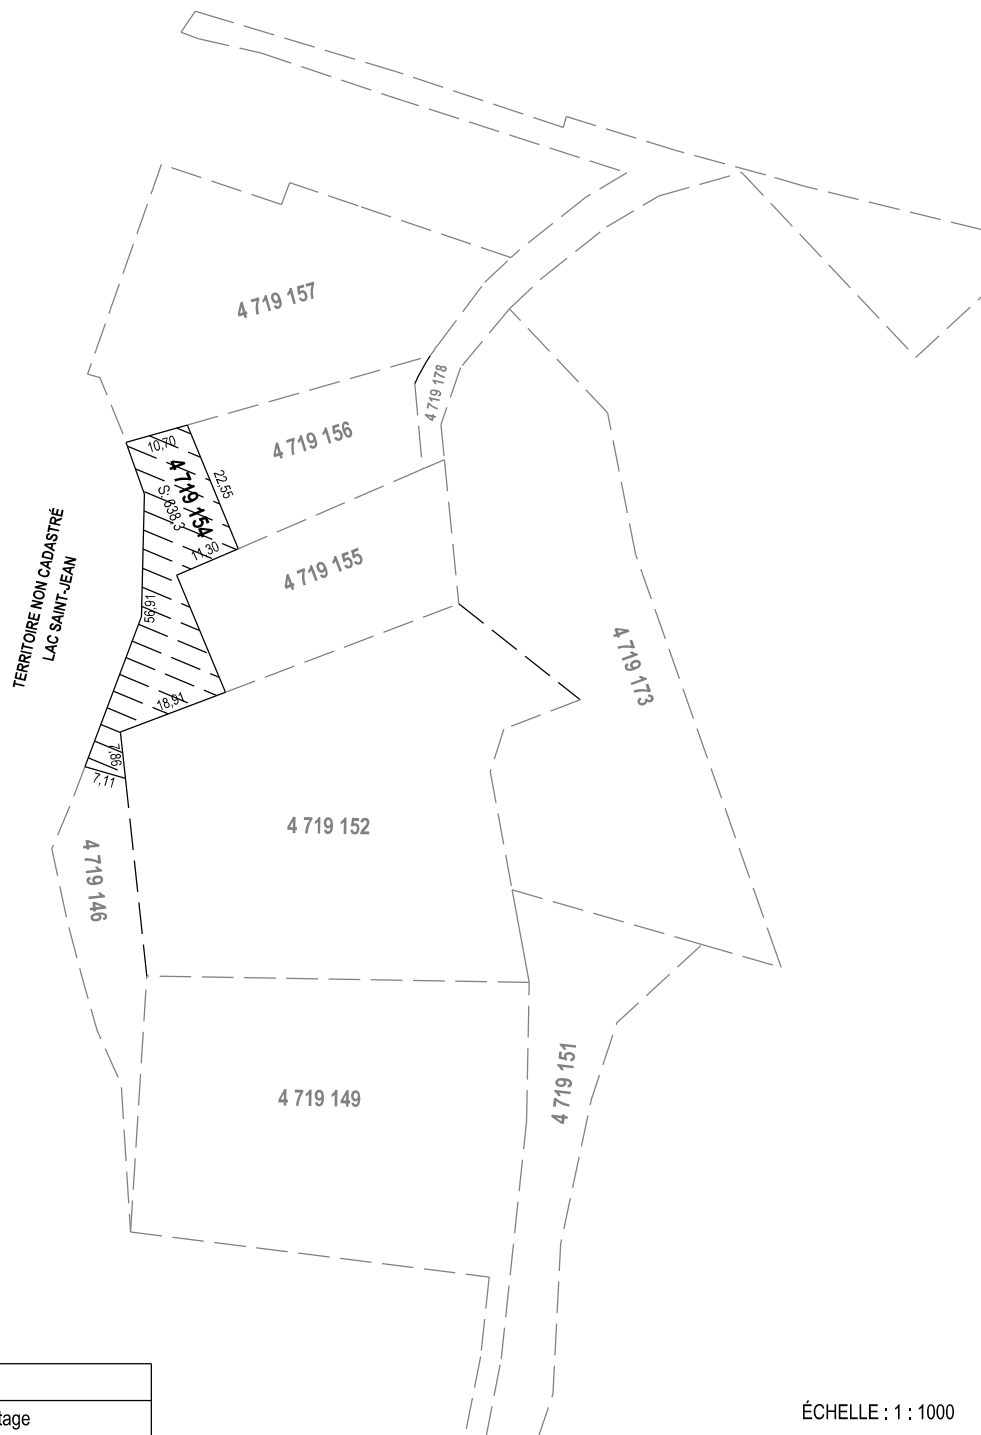 4 719 157
4 719 178
4 719 156
10,70
4 719 154
S. 838,3
22,55
11,30
4 719 155
TERRITOIRE NON CADASTRÉ
LAC SAINT-JEAN
56,91
4 719 173
18,91
7,86
7,11
4 719 152
4 719 146
4 719 151
4 719 149
tage
ÉCHELLE : 1 : 1000